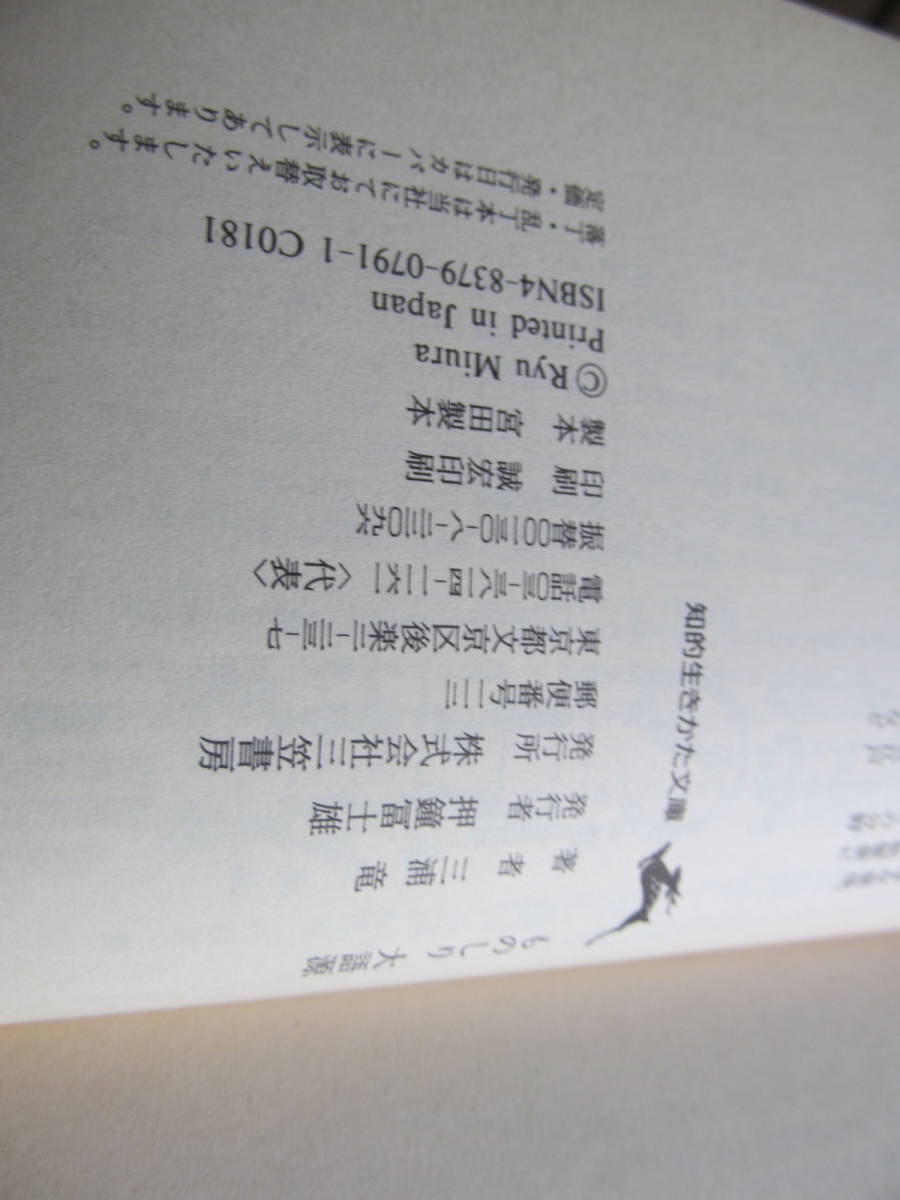 知的生きかた文庫
ものしり 大語源
著者 三浦 竜
発行者 押鐘冨士雄
発行所 株式会社三笠書房
郵便番号一一二
東京都文京区後楽二-三三-七
電話〇三-三八一四-一一六一〈代表〉
振替〇〇一三〇-八-二二〇九六
印刷 誠宏印刷
製本 宮田製本
©Ryu Miura
Printed in Japan
ISBN4-8379-0791-1 C0181
落丁・乱丁本は当社にてお取替えいたします。
定価・発行日はカバーに表示してあります。